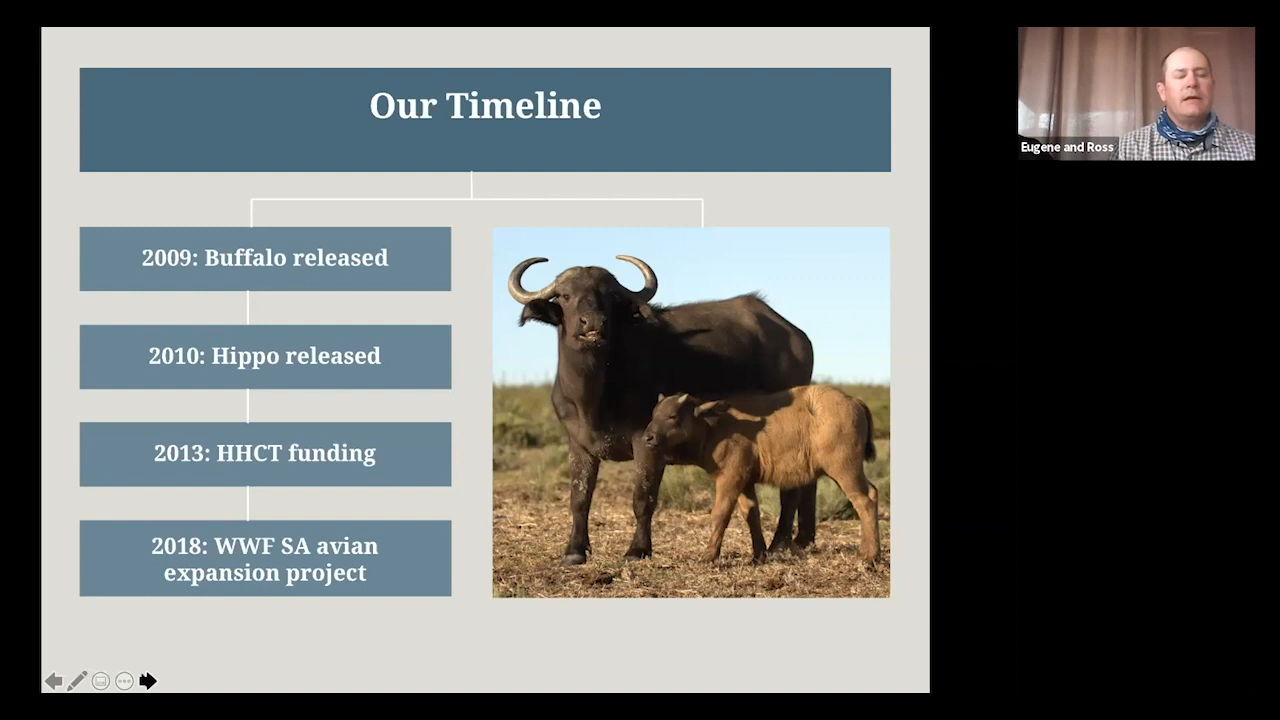 Our Timeline
2009: Buffalo released
2010: Hippo released
2013: HHCT funding
2018: WWF SA avian
expansion project
Eugene and Ross